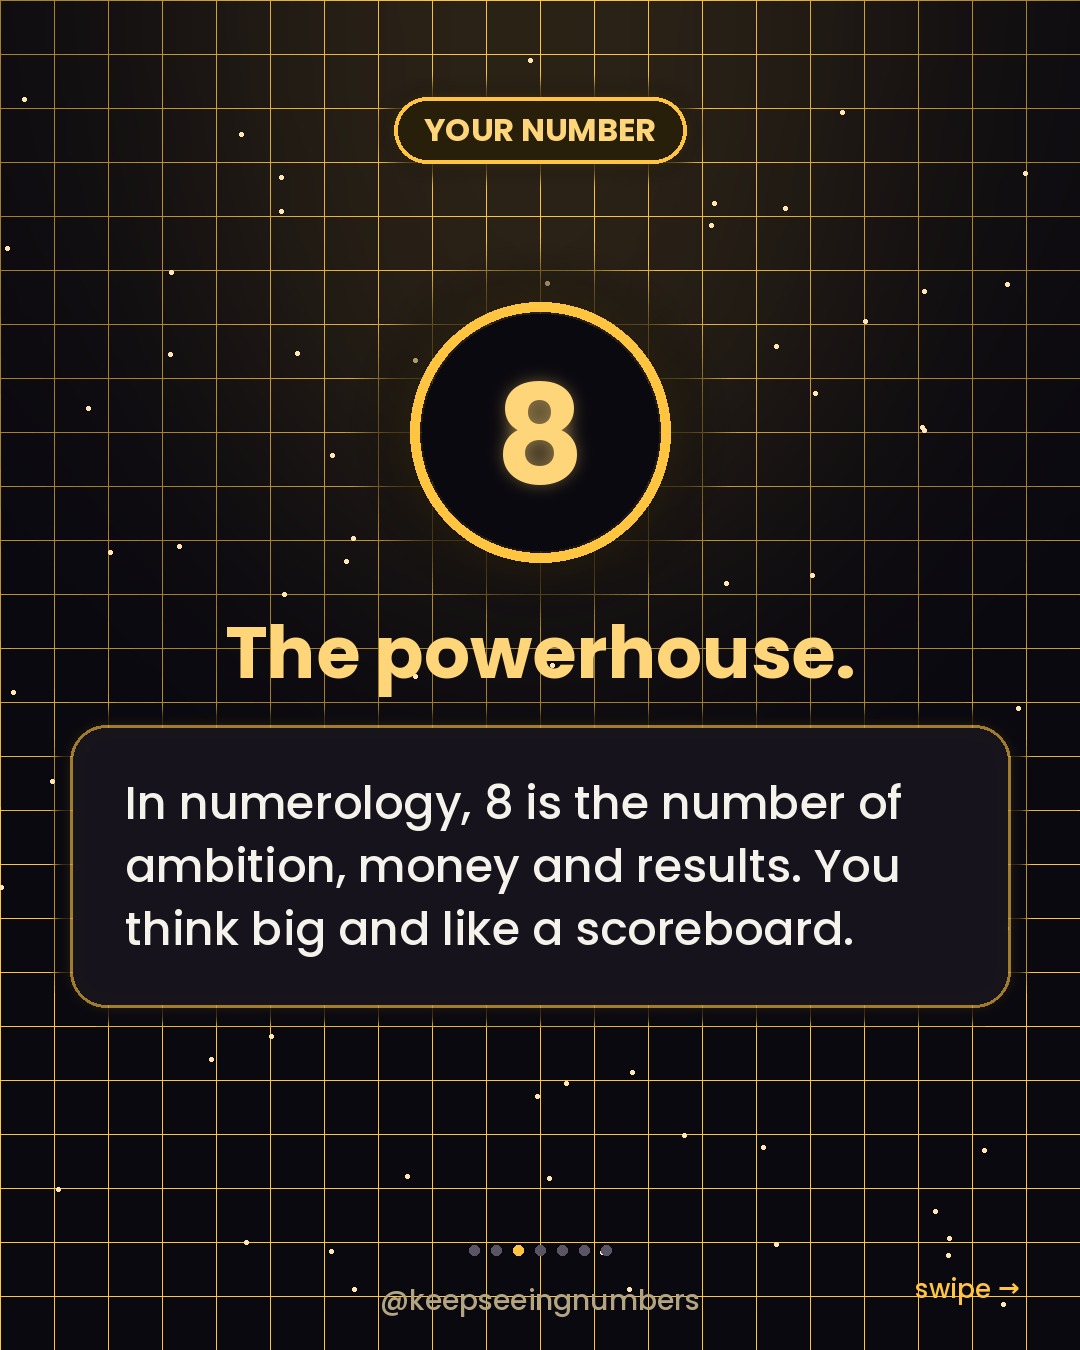 YOUR NUMBER
8
The powerhouse.
In numerology, 8 is the number of
ambition, money and results. You
think big and like a scoreboard.
swipe →
@keepseeingnumbers